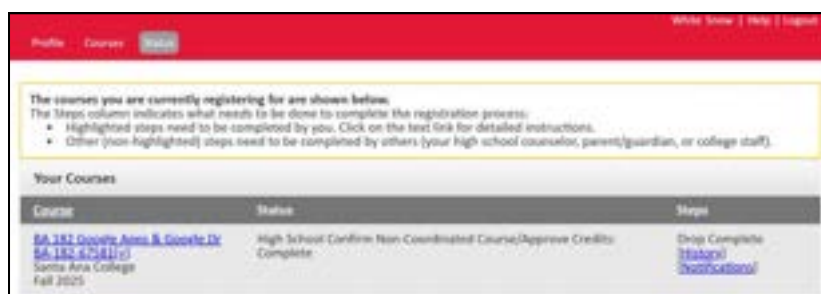 White Snow | Help | Logout
Profile Courses Status
The courses you are currently registering for are shown below.
The Steps column indicates what needs to be done to complete the registration process:
• Highlighted steps need to be completed by you. Click on the text link for detailed instructions.
• Other (non-highlighted) steps need to be completed by others (your high school counselor, parent/guardian, or college staff).
Your Courses
Course Status Steps
BA 182 Google Apps & Google Dr High School Confirm Non-Coordinated Course/Approve Credits: Drop Complete
BA-182-67581[+] Complete [History]
Santa Ana College [Notifications]
Fall 2025